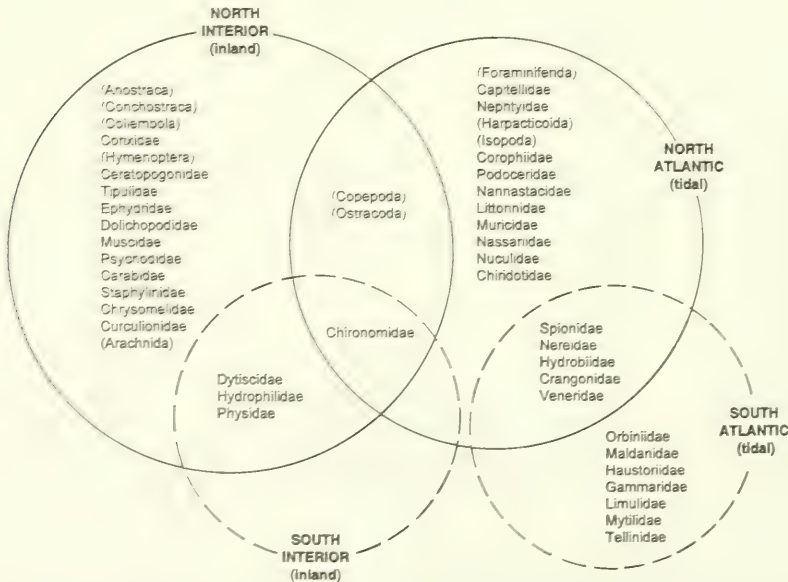 NORTH
INTERIOR
(inland)
(Anostraca)
(Conchostraca)
(Collembola)
Corixidae
(Hymenoptera)
Ceratopogonidae
Tipulidae
Ephydridae
Dolichopodidae
Muscidae
Psychodidae
Carabidae
Staphylinidae
Chrysomelidae
Curculionidae
(Arachnida)
(Copepoda)
(Ostracoda)
(Foraminiferida)
Capitellidae
Nephtyidae
(Harpacticoida)
(Isopoda)
Corophiidae
Podoceridae
Nannastacidae
Littorinidae
Muricidae
Nassariidae
Nuculidae
Chiridotidae
NORTH
ATLANTIC
(tidal)
Chironomidae
Dytiscidae
Hydrophilidae
Physidae
Spionidae
Nereidae
Hydrobiidae
Crangonidae
Veneridae
SOUTH
ATLANTIC
(tidal)
Orbiniidae
Maldanidae
Haustoriidae
Gammaridae
Limulidae
Mytilidae
Tellinidae
SOUTH
INTERIOR
(inland)